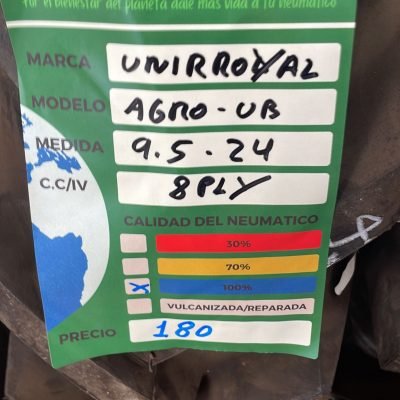 Por el bienestar del planeta dale más vida a tu neumático
MARCA UNIRROYAL
MODELO AGRO-UB
MEDIDA 9.5-24
C.C/IV 8PLY
CALIDAD DEL NEUMATICO
30%
70%
X 100%
VULCANIZADA/REPARADA
PRECIO 180